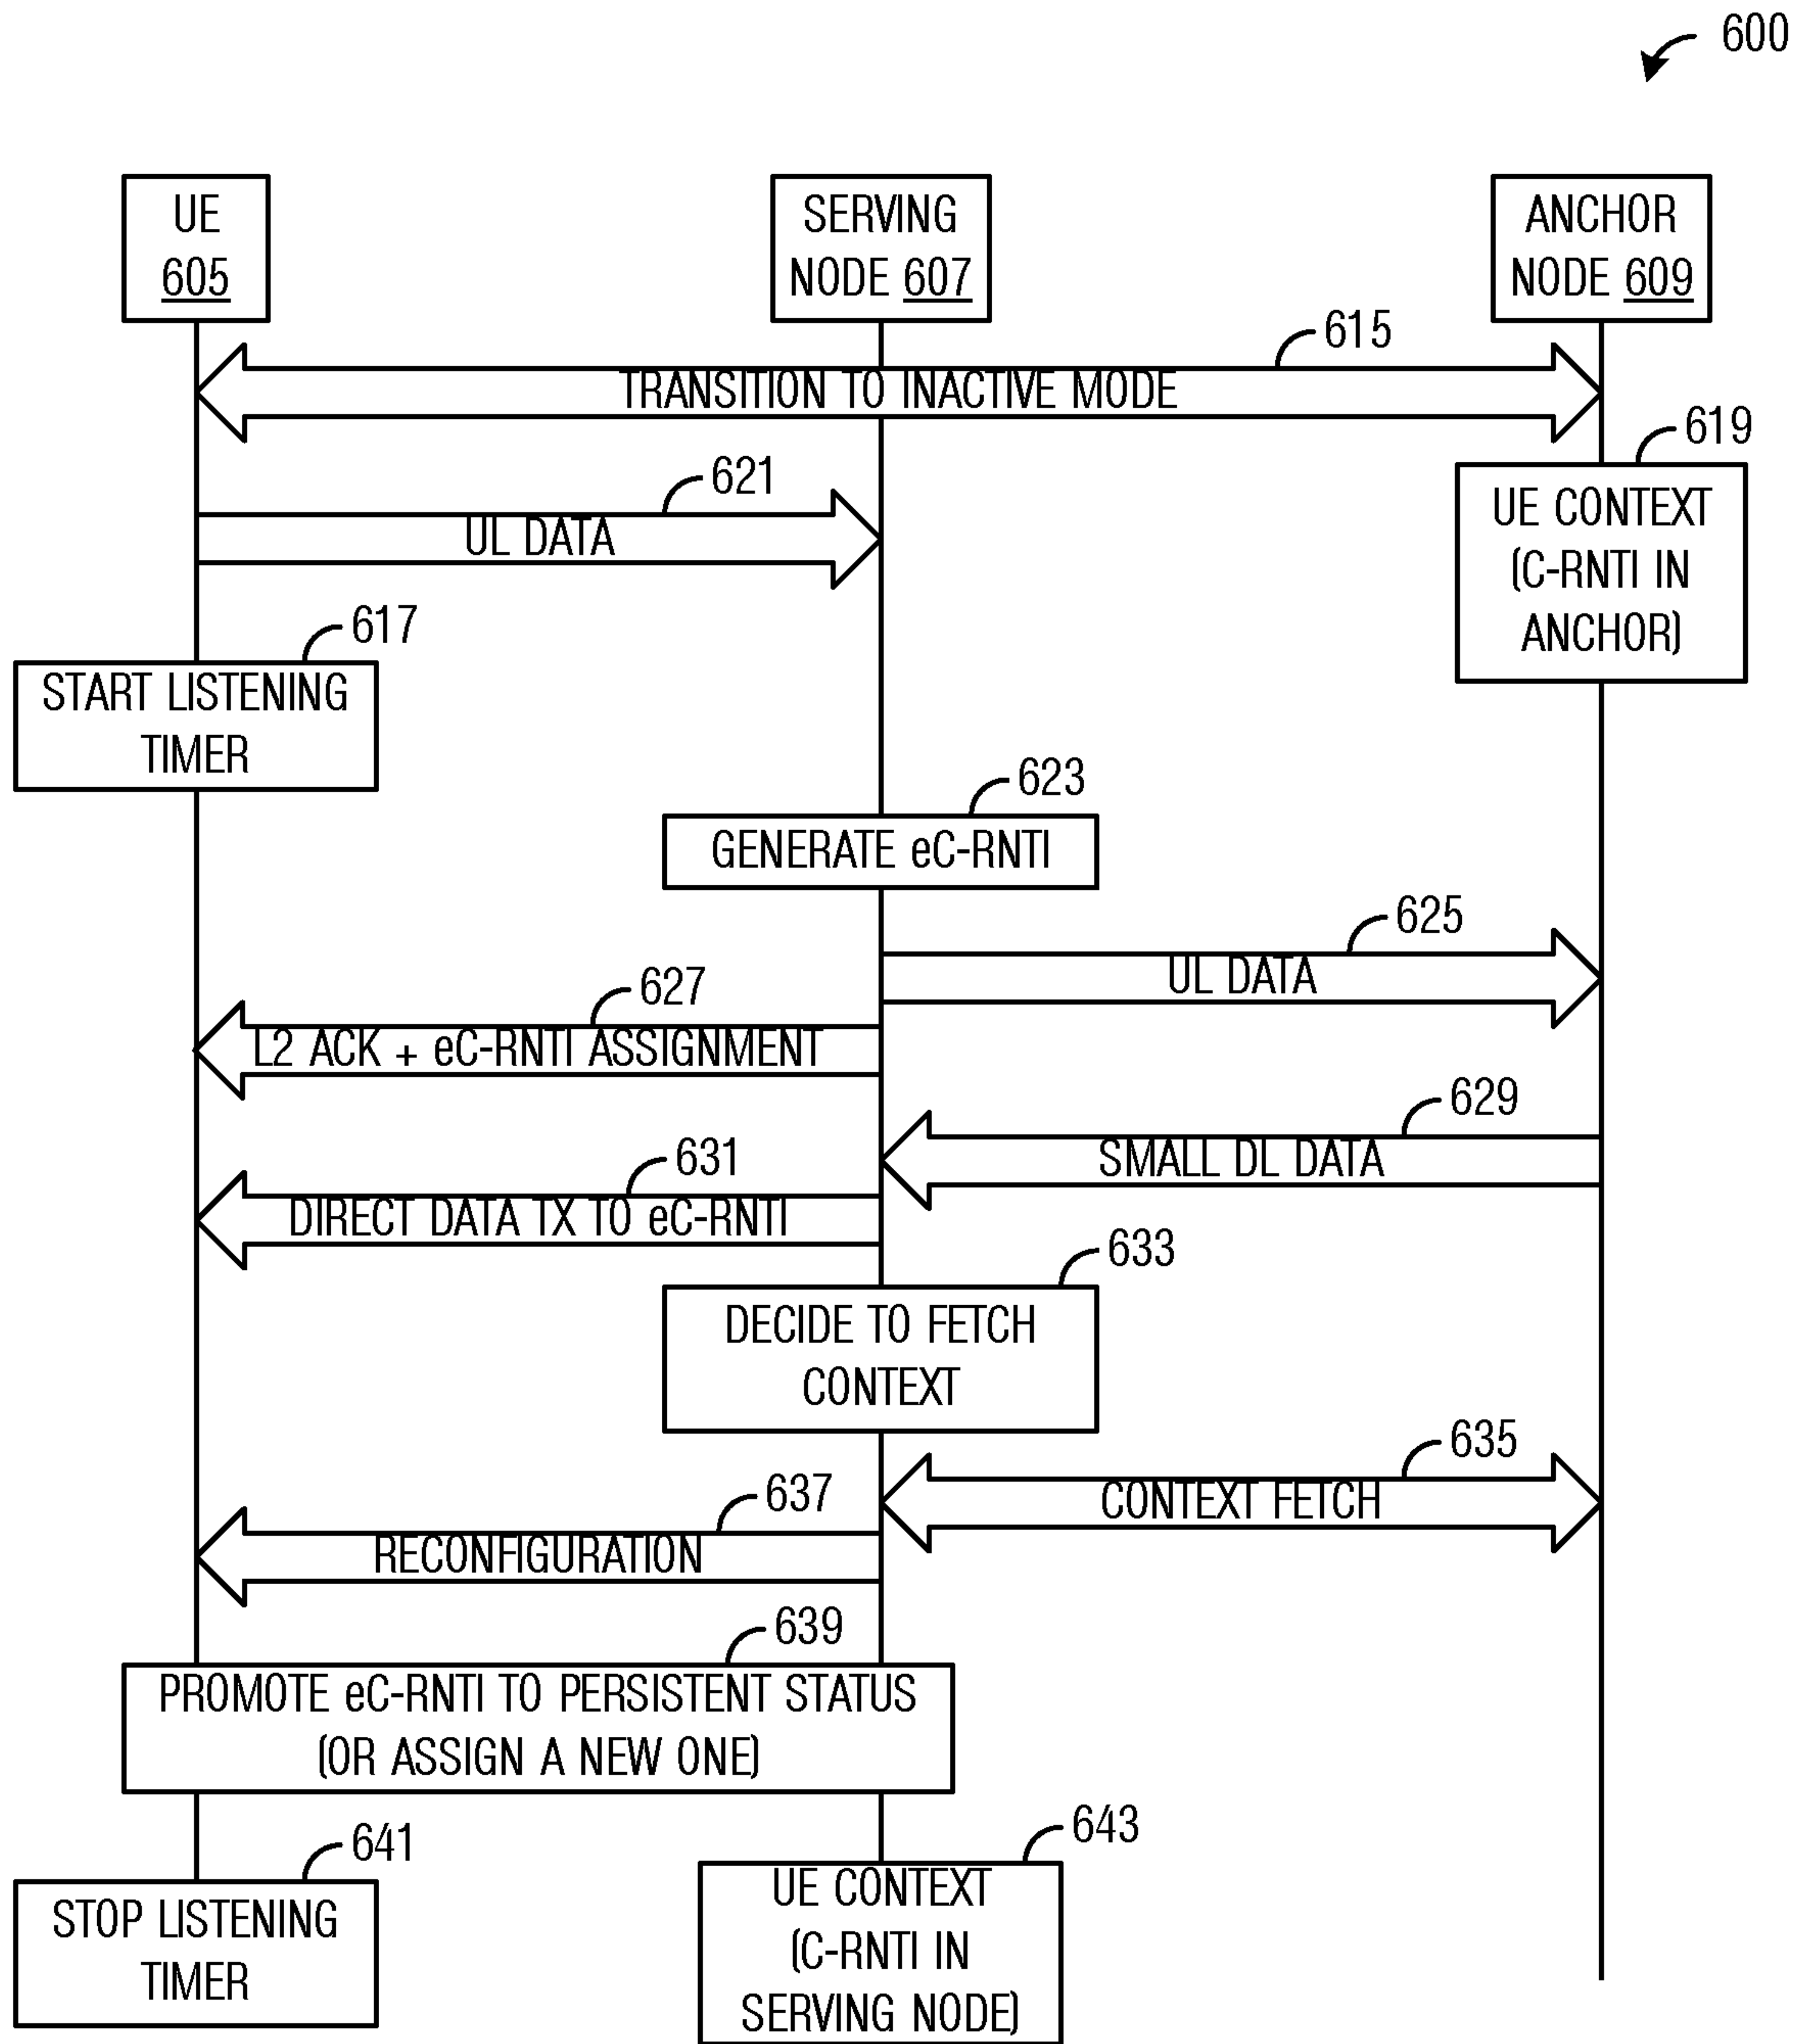 600
UE
605
SERVING
NODE 607
ANCHOR
NODE 609
615
TRANSITION TO INACTIVE MODE
619
UE CONTEXT
(C-RNTI IN
ANCHOR)
621
UL DATA
617
START LISTENING
TIMER
623
GENERATE eC-RNTI
625
UL DATA
627
L2 ACK + eC-RNTI ASSIGNMENT
629
SMALL DL DATA
631
DIRECT DATA TX TO eC-RNTI
633
DECIDE TO FETCH
CONTEXT
635
CONTEXT FETCH
637
RECONFIGURATION
639
PROMOTE eC-RNTI TO PERSISTENT STATUS
(OR ASSIGN A NEW ONE)
641
STOP LISTENING
TIMER
643
UE CONTEXT
(C-RNTI IN
SERVING NODE)